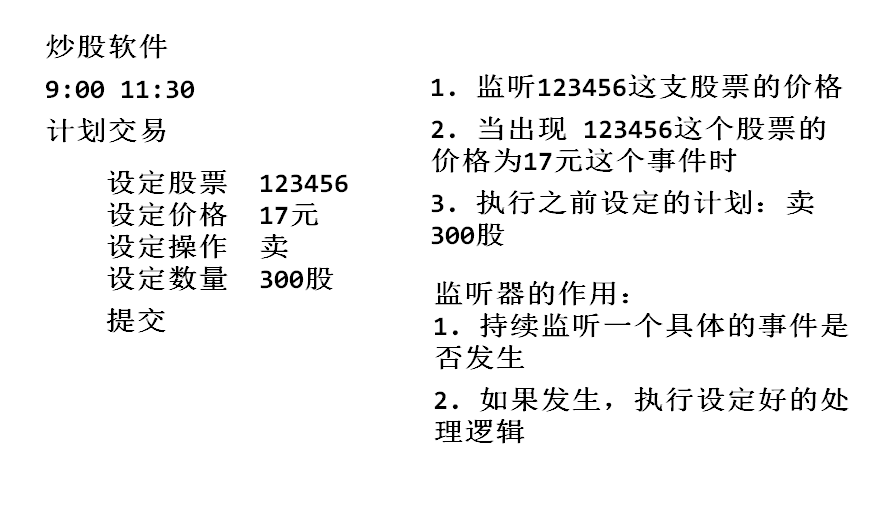 炒股软件
9:00 11:30
计划交易
设定股票 123456
设定价格 17元
设定操作 卖
设定数量 300股
提交
1. 监听123456这支股票的价格
2. 当出现 123456这个股票的
价格为17元这个事件时
3. 执行之前设定的计划: 卖
300股
监听器的作用:
1. 持续监听一个具体的事件是
否发生
2. 如果发生，执行设定好的处
理逻辑